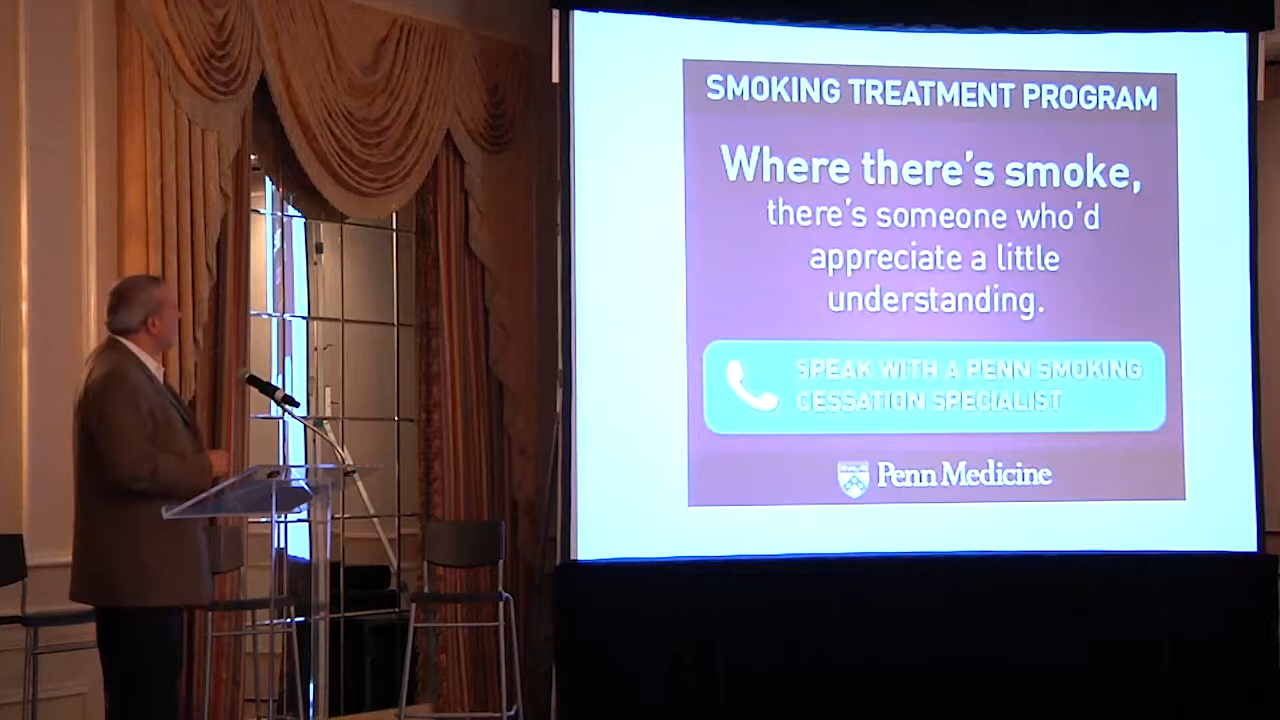 SMOKING TREATMENT PROGRAM
Where there's smoke,
there's someone who'd
appreciate a little
understanding.
SPEAK WITH A PENN SMOKING
CESSATION SPECIALIST
Penn Medicine